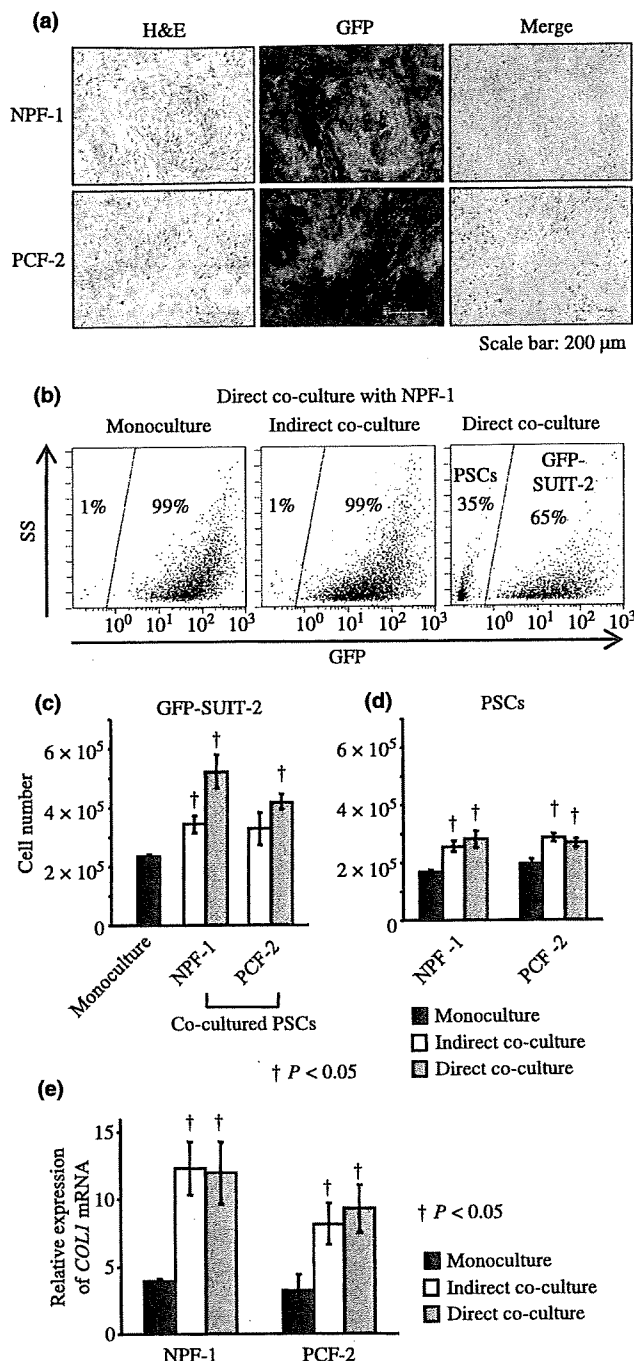 (a)
H&E GFP Merge
NPF-1
PCF-2
Scale bar: 200 μm
(b)
Direct co-culture with NPF-1
Monoculture Indirect co-culture Direct co-culture
SS
1% 99%
1% 99%
PSCs 35%
GFP-SUIT-2 65%
10⁰ 10¹ 10² 10³ 10⁰ 10¹ 10² 10³ 10⁰ 10¹ 10² 10³
GFP
(c)
GFP-SUIT-2
Cell number
6 × 10⁵
4 × 10⁵
2 × 10⁵
0
† † †
Monoculture NPF-1 PCF-2
Co-cultured PSCs
(d)
PSCs
6 × 10⁵
4 × 10⁵
2 × 10⁵
0
† † † †
NPF-1 PCF-2
Monoculture
Indirect co-culture
Direct co-culture
† P < 0.05
(e)
Relative expression
of COL1 mRNA
15
10
5
0
† † † †
NPF-1 PCF-2
† P < 0.05
Monoculture
Indirect co-culture
Direct co-culture